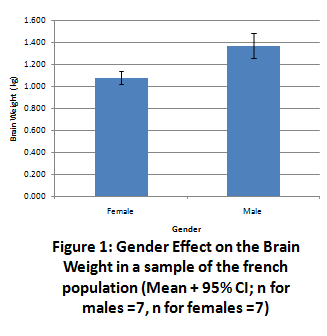 1.600
1.400
1.200
1.000
0.800
0.600
0.400
0.200
0.000
Brain Weight (kg)
Female
Male
Gender
Figure 1: Gender Effect on the Brain
Weight in a sample of the french
population (Mean + 95% CI; n for
males =7, n for females =7)